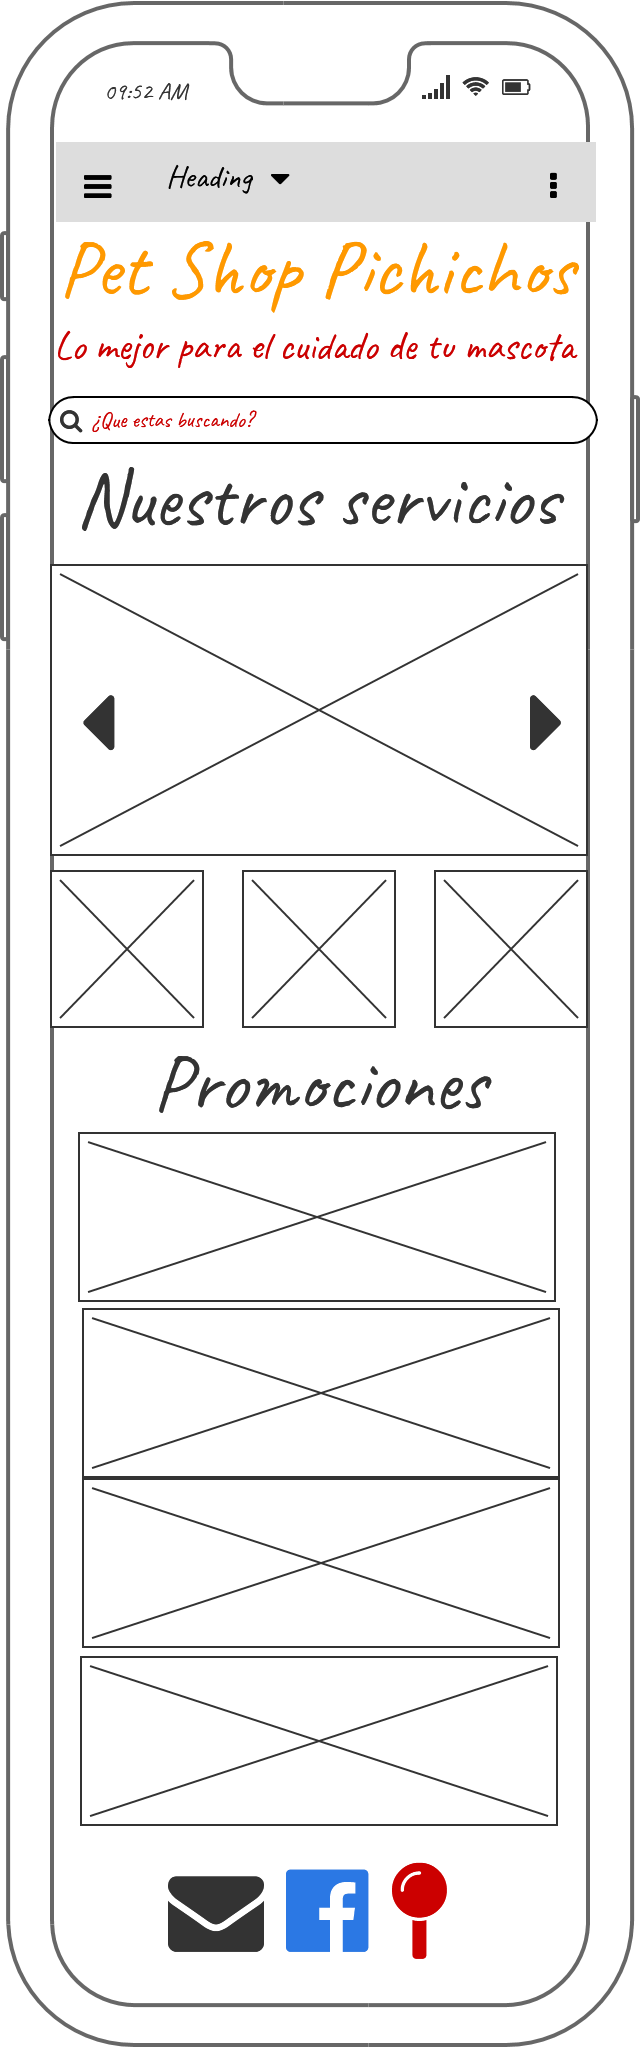 09:52 AM
Heading
Pet Shop Pichichos
Lo mejor para el cuidado de tu mascota
¿Que estas buscando?
Nuestros servicios
Promociones